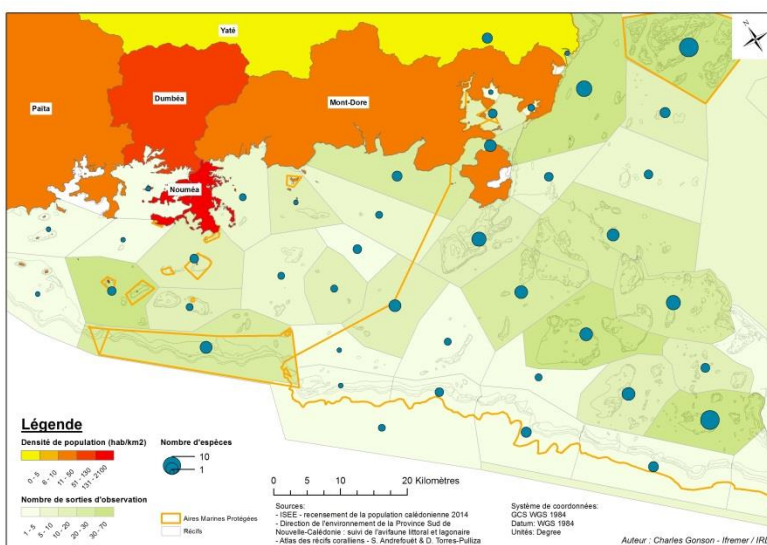 Yaté
Dumbéa
Païta
Mont-Dore
Nouméa
N
Légende
Densité de population (hab/km2)
0 - 5
6 - 10
11 - 50
51 - 130
131 - 2100
Nombre de sorties d'observation
1 - 5
5 - 10
10 - 20
20 - 30
30 - 70
Nombre d'espèces
10
1
Aires Marines Protégées
Récifs
0 5 10 20 Kilomètres
Sources:
- ISEE - recensement de la population calédonienne 2014
- Direction de l'environnement de la Province Sud de
Nouvelle-Calédonie : suivi de l'avifaune littoral et lagonaire
- Atlas des récifs coralliens - S. Andrefouët & D. Torres-Pulliza
Système de coordonnées:
GCS WGS 1984
Datum: WGS 1984
Unités: Degree
Auteur : Charles Gonson - Ifremer / IRD